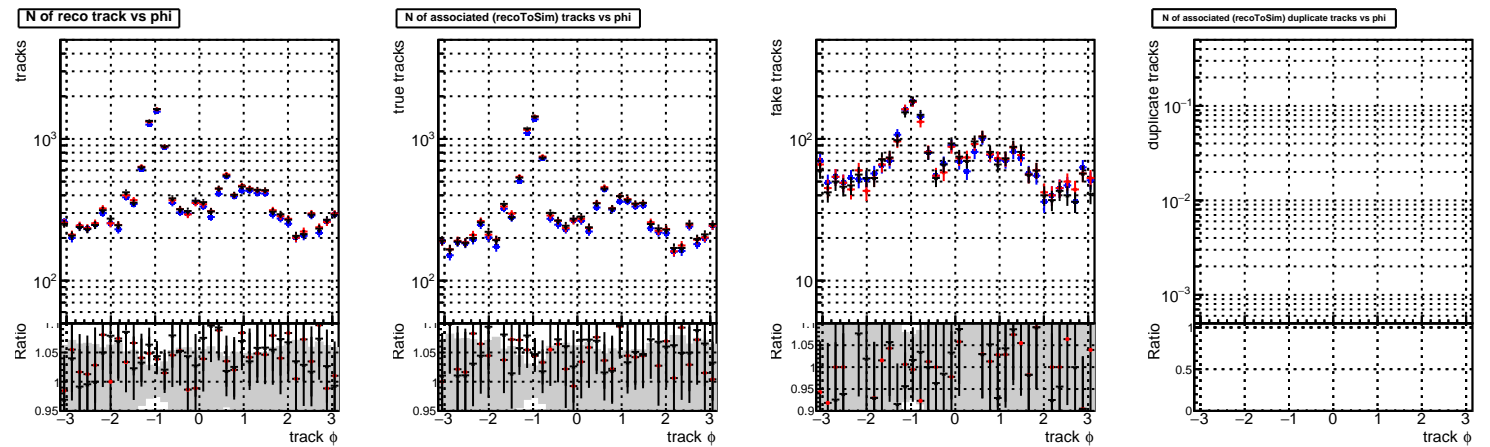 N of reco track vs phi
tracks
10³
10²
Ratio
1.05
1
0.95
−3 −2 −1 0 1 2 3
track ϕ
N of associated (recoToSim) tracks vs phi
true tracks
10³
10²
Ratio
1.05
1
0.95
−3 −2 −1 0 1 2 3
track ϕ
fake tracks
10²
10
Ratio
1.05
1
0.95
0.9
−3 −2 −1 0 1 2 3
track ϕ
N of associated (recoToSim) duplicate tracks vs phi
duplicate tracks
10⁻¹
10⁻²
10⁻³
Ratio
1
0.5
0
−3 −2 −1 0 1 2 3
track ϕ